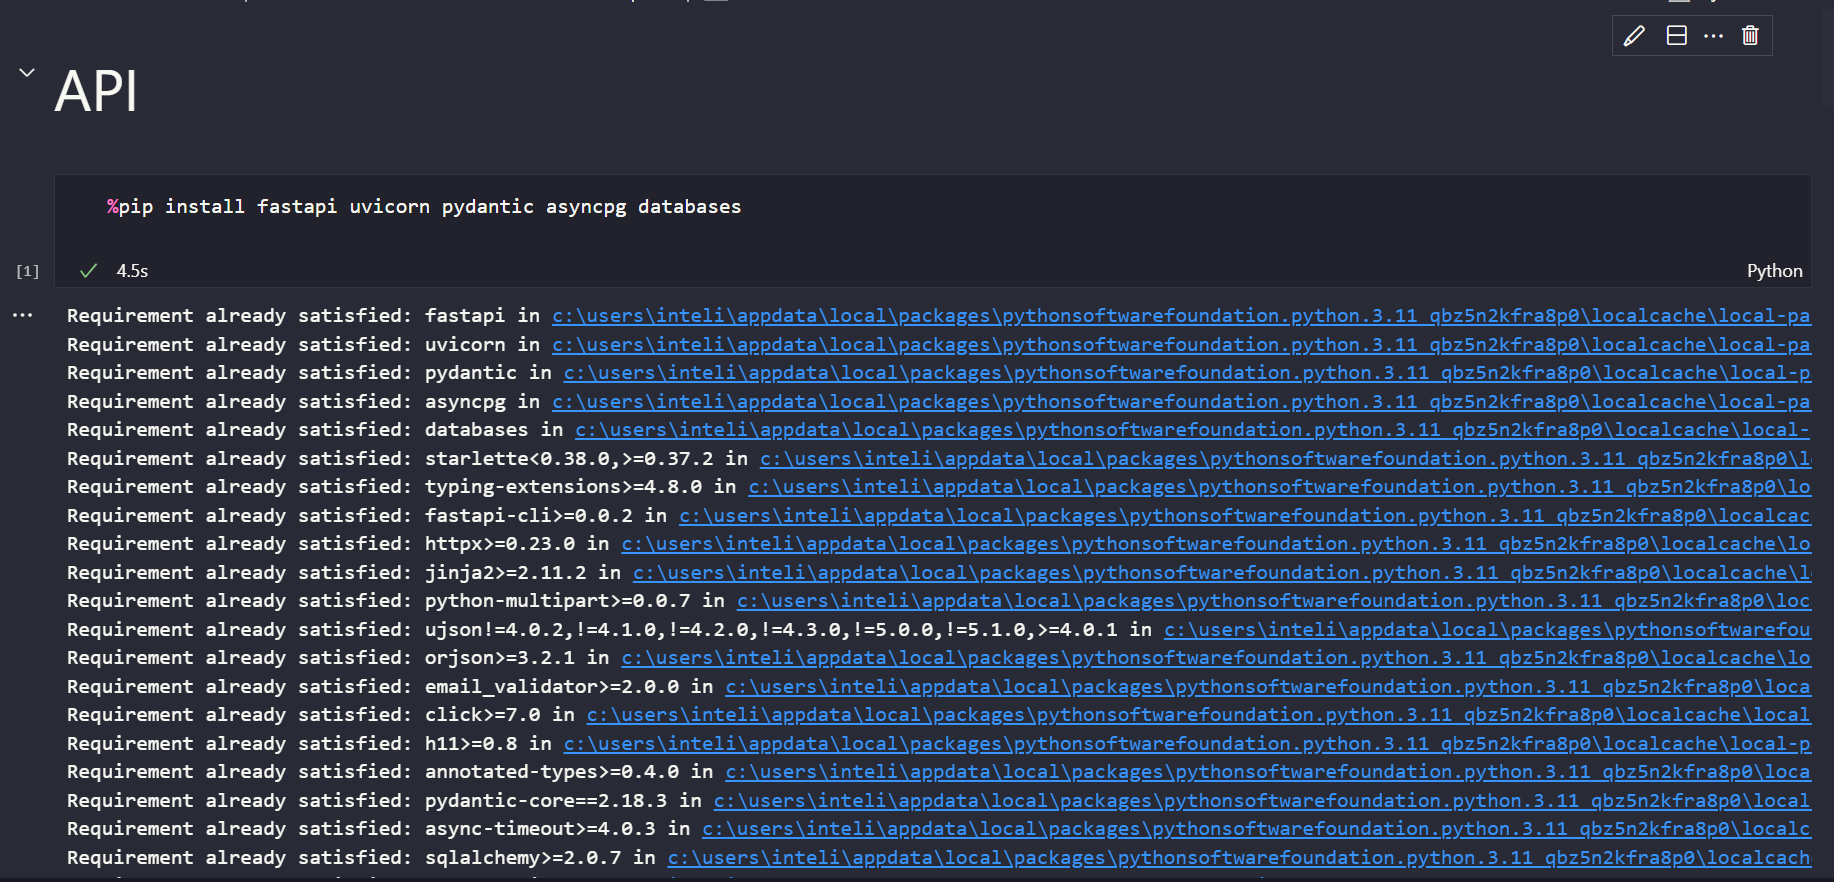 API
%pip install fastapi uvicorn pydantic asyncpg databases
[1] 4.5s Python
Requirement already satisfied: fastapi in c:\users\inteli\appdata\local\packages\pythonsoftwarefoundation.python.3.11_qbz5n2kfra8p0\localcache\local-pa
Requirement already satisfied: uvicorn in c:\users\inteli\appdata\local\packages\pythonsoftwarefoundation.python.3.11_qbz5n2kfra8p0\localcache\local-pa
Requirement already satisfied: pydantic in c:\users\inteli\appdata\local\packages\pythonsoftwarefoundation.python.3.11_qbz5n2kfra8p0\localcache\local-p
Requirement already satisfied: asyncpg in c:\users\inteli\appdata\local\packages\pythonsoftwarefoundation.python.3.11_qbz5n2kfra8p0\localcache\local-pa
Requirement already satisfied: databases in c:\users\inteli\appdata\local\packages\pythonsoftwarefoundation.python.3.11_qbz5n2kfra8p0\localcache\local-
Requirement already satisfied: starlette<0.38.0,>=0.37.2 in c:\users\inteli\appdata\local\packages\pythonsoftwarefoundation.python.3.11_qbz5n2kfra8p0\l
Requirement already satisfied: typing-extensions>=4.8.0 in c:\users\inteli\appdata\local\packages\pythonsoftwarefoundation.python.3.11_qbz5n2kfra8p0\lo
Requirement already satisfied: fastapi-cli>=0.0.2 in c:\users\inteli\appdata\local\packages\pythonsoftwarefoundation.python.3.11_qbz5n2kfra8p0\localcac
Requirement already satisfied: httpx>=0.23.0 in c:\users\inteli\appdata\local\packages\pythonsoftwarefoundation.python.3.11_qbz5n2kfra8p0\localcache\lo
Requirement already satisfied: jinja2>=2.11.2 in c:\users\inteli\appdata\local\packages\pythonsoftwarefoundation.python.3.11_qbz5n2kfra8p0\localcache\l
Requirement already satisfied: python-multipart>=0.0.7 in c:\users\inteli\appdata\local\packages\pythonsoftwarefoundation.python.3.11_qbz5n2kfra8p0\loc
Requirement already satisfied: ujson!=4.0.2,!=4.1.0,!=4.2.0,!=4.3.0,!=5.0.0,!=5.1.0,>=4.0.1 in c:\users\inteli\appdata\local\packages\pythonsoftwarefou
Requirement already satisfied: orjson>=3.2.1 in c:\users\inteli\appdata\local\packages\pythonsoftwarefoundation.python.3.11_qbz5n2kfra8p0\localcache\lo
Requirement already satisfied: email_validator>=2.0.0 in c:\users\inteli\appdata\local\packages\pythonsoftwarefoundation.python.3.11_qbz5n2kfra8p0\loca
Requirement already satisfied: click>=7.0 in c:\users\inteli\appdata\local\packages\pythonsoftwarefoundation.python.3.11_qbz5n2kfra8p0\localcache\local
Requirement already satisfied: h11>=0.8 in c:\users\inteli\appdata\local\packages\pythonsoftwarefoundation.python.3.11_qbz5n2kfra8p0\localcache\local-p
Requirement already satisfied: annotated-types>=0.4.0 in c:\users\inteli\appdata\local\packages\pythonsoftwarefoundation.python.3.11_qbz5n2kfra8p0\loca
Requirement already satisfied: pydantic-core==2.18.3 in c:\users\inteli\appdata\local\packages\pythonsoftwarefoundation.python.3.11_qbz5n2kfra8p0\local
Requirement already satisfied: async-timeout>=4.0.3 in c:\users\inteli\appdata\local\packages\pythonsoftwarefoundation.python.3.11_qbz5n2kfra8p0\localc
Requirement already satisfied: sqlalchemy>=2.0.7 in c:\users\inteli\appdata\local\packages\pythonsoftwarefoundation.python.3.11_qbz5n2kfra8p0\localcach